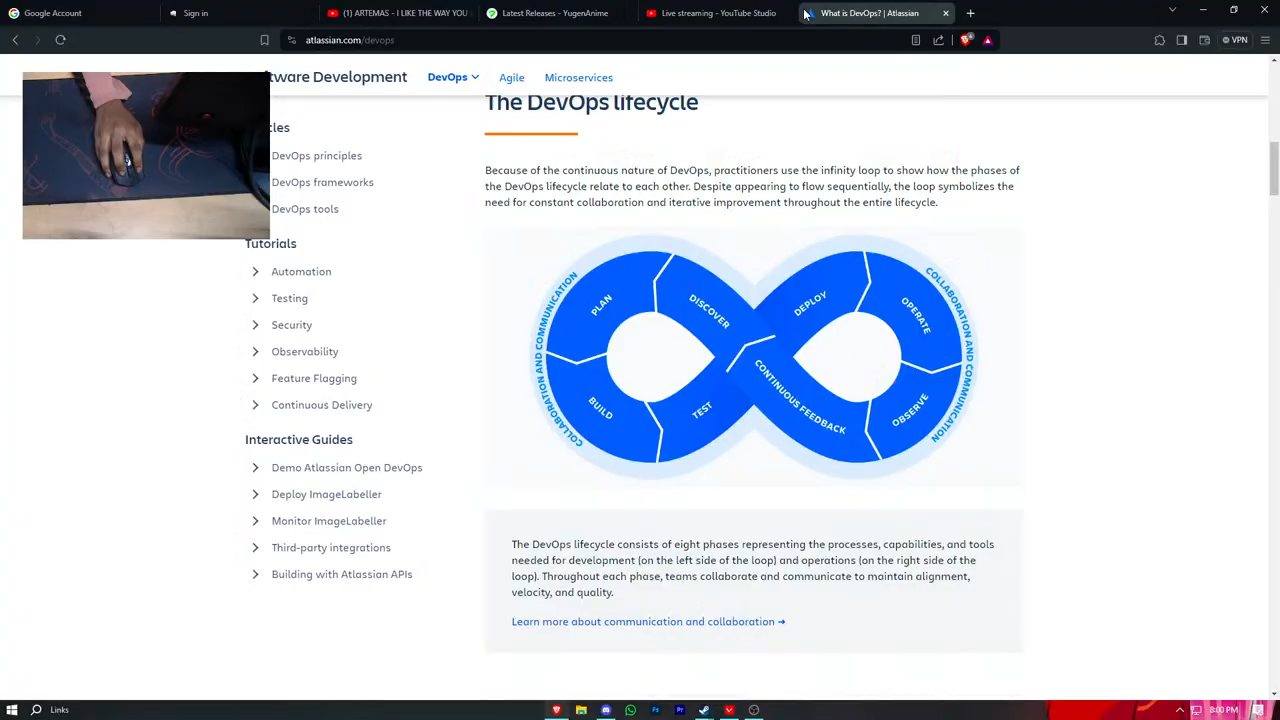 Google Account
Sign in
(1) ARTEMAS - I LIKE THE WAY YOU
Latest Releases - YugenAnime
Live streaming - YouTube Studio
What is DevOps? | Atlassian
atlassian.com/devops
VPN
tware Development
DevOps
Agile
Microservices
cles
DevOps principles
DevOps frameworks
DevOps tools
Tutorials
Automation
Testing
Security
Observability
Feature Flagging
Continuous Delivery
Interactive Guides
Demo Atlassian Open DevOps
Deploy ImageLabeller
Monitor ImageLabeller
Third-party integrations
Building with Atlassian APIs
The DevOps lifecycle
Because of the continuous nature of DevOps, practitioners use the infinity loop to show how the phases of
the DevOps lifecycle relate to each other. Despite appearing to flow sequentially, the loop symbolizes the
need for constant collaboration and iterative improvement throughout the entire lifecycle.
COLLABORATION AND COMMUNICATION
PLAN
DISCOVER
DEPLOY
OPERATE
COLLABORATION AND COMMUNICATION
BUILD
TEST
CONTINUOUS FEEDBACK
OBSERVE
The DevOps lifecycle consists of eight phases representing the processes, capabilities, and tools
needed for development (on the left side of the loop) and operations (on the right side of the
loop). Throughout each phase, teams collaborate and communicate to maintain alignment,
velocity, and quality.
Learn more about communication and collaboration →
Links
8:00 PM